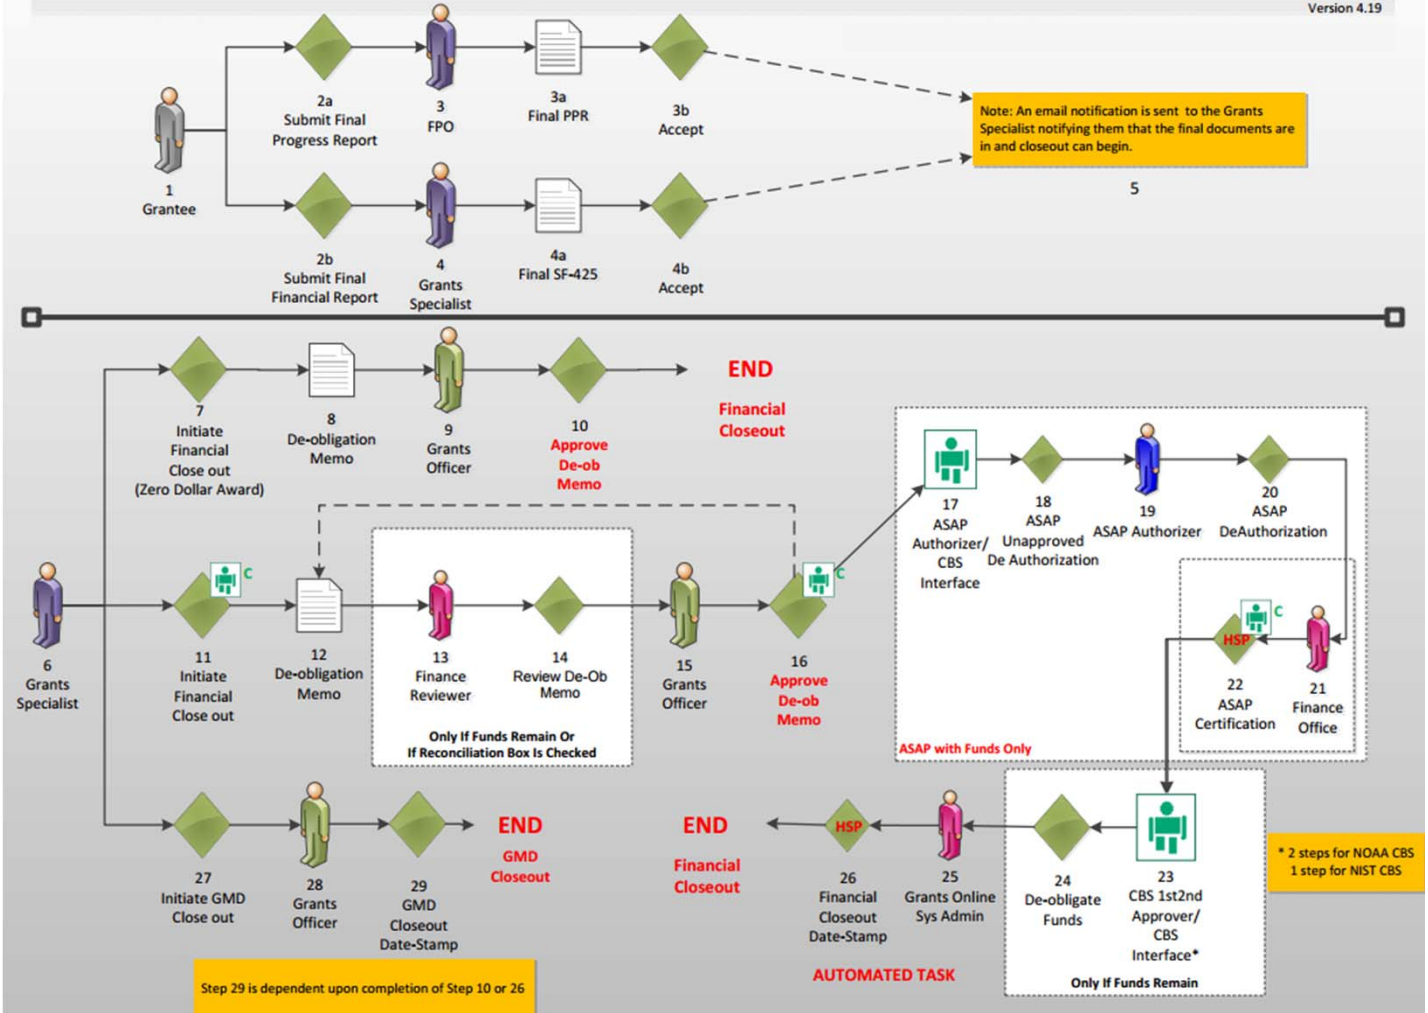 Version 4.19
2a
Submit Final
Progress Report
3
FPO
3a
Final PPR
3b
Accept
Note: An email notification is sent to the Grants
Specialist notifying them that the final documents are
in and closeout can begin.
5
1
Grantee
2b
Submit Final
Financial Report
4
Grants
Specialist
4a
Final SF-425
4b
Accept
7
Initiate
Financial
Close out
(Zero Dollar Award)
8
De-obligation
Memo
9
Grants
Officer
10
Approve
De-ob
Memo
END
Financial
Closeout
17
ASAP
Authorizer/
CBS
Interface
18
ASAP
Unapproved
De Authorization
19
ASAP Authorizer
20
ASAP
DeAuthorization
6
Grants
Specialist
C
11
Initiate
Financial
Close out
12
De-obligation
Memo
13
Finance
Reviewer
14
Review De-Ob
Memo
Only If Funds Remain Or
If Reconciliation Box Is Checked
15
Grants
Officer
C
16
Approve
De-ob
Memo
HSP
C
22
ASAP
Certification
21
Finance
Office
ASAP with Funds Only
27
Initiate GMD
Close out
28
Grants
Officer
29
GMD
Closeout
Date-Stamp
END
GMD
Closeout
END
Financial
Closeout
HSP
26
Financial
Closeout
Date-Stamp
25
Grants Online
Sys Admin
AUTOMATED TASK
24
De-obligate
Funds
23
CBS 1st2nd
Approver/
CBS
Interface*
Only If Funds Remain
* 2 steps for NOAA CBS
1 step for NIST CBS
Step 29 is dependent upon completion of Step 10 or 26